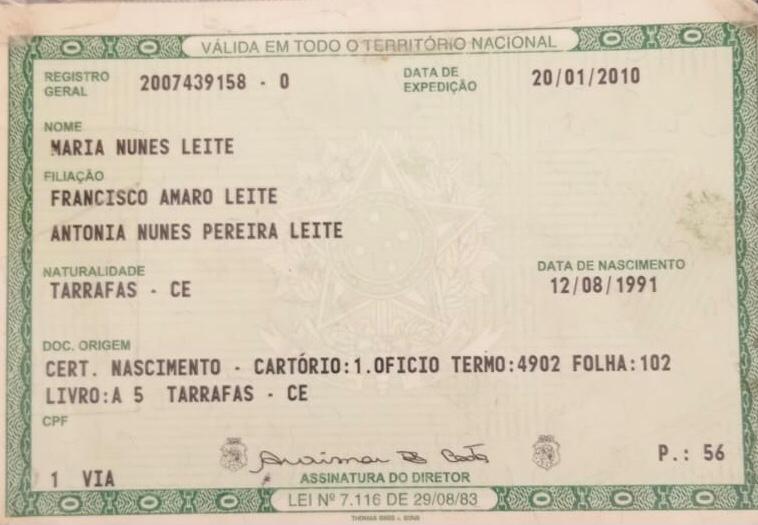 VÁLIDA EM TODO O TERRITÓRIO NACIONAL
REGISTRO GERAL 2007439158 - 0 DATA DE EXPEDIÇÃO 20/01/2010
NOME
MARIA NUNES LEITE
FILIAÇÃO
FRANCISCO AMARO LEITE
ANTONIA NUNES PEREIRA LEITE
NATURALIDADE DATA DE NASCIMENTO
TARRAFAS - CE 12/08/1991
DOC. ORIGEM
CERT. NASCIMENTO - CARTÓRIO:1.OFICIO TERMO:4902 FOLHA:102
LIVRO:A 5 TARRAFAS - CE
CPF
P.: 56
1 VIA ASSINATURA DO DIRETOR
LEI Nº 7.116 DE 29/08/83